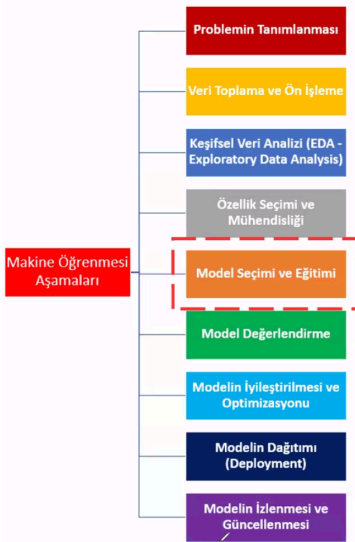 Problemin Tanımlanması
Veri Toplama ve Ön İşleme
Keşifsel Veri Analizi (EDA -
Exploratory Data Analysis)
Özellik Seçimi ve
Mühendisliği
Makine Öğrenmesi
Aşamaları
Model Seçimi ve Eğitimi
Model Değerlendirme
Modelin İyileştirilmesi ve
Optimizasyonu
Modelin Dağıtımı
(Deployment)
Modelin İzlenmesi ve
Güncellenmesi